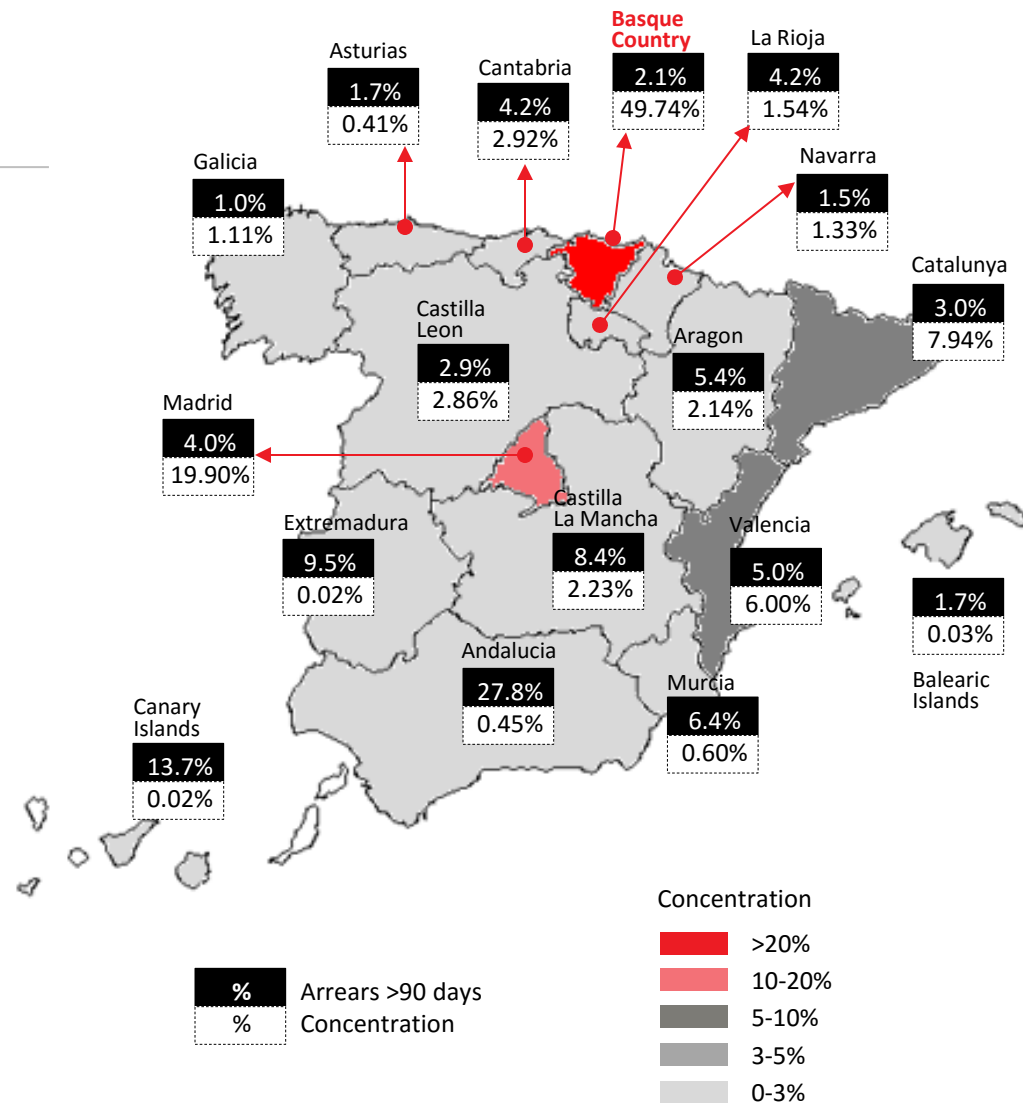 Asturias
1.7%
0.41%
Cantabria
4.2%
2.92%
Basque
Country
2.1%
49.74%
La Rioja
4.2%
1.54%
Galicia
1.0%
1.11%
Navarra
1.5%
1.33%
Catalunya
3.0%
7.94%
Castilla
Leon
2.9%
2.86%
Aragon
5.4%
2.14%
Madrid
4.0%
19.90%
Extremadura
9.5%
0.02%
Castilla
La Mancha
8.4%
2.23%
Valencia
5.0%
6.00%
1.7%
0.03%
Balearic
Islands
Andalucia
27.8%
0.45%
Murcia
6.4%
0.60%
Canary
Islands
13.7%
0.02%
% Arrears >90 days
% Concentration
Concentration
>20%
10-20%
5-10%
3-5%
0-3%